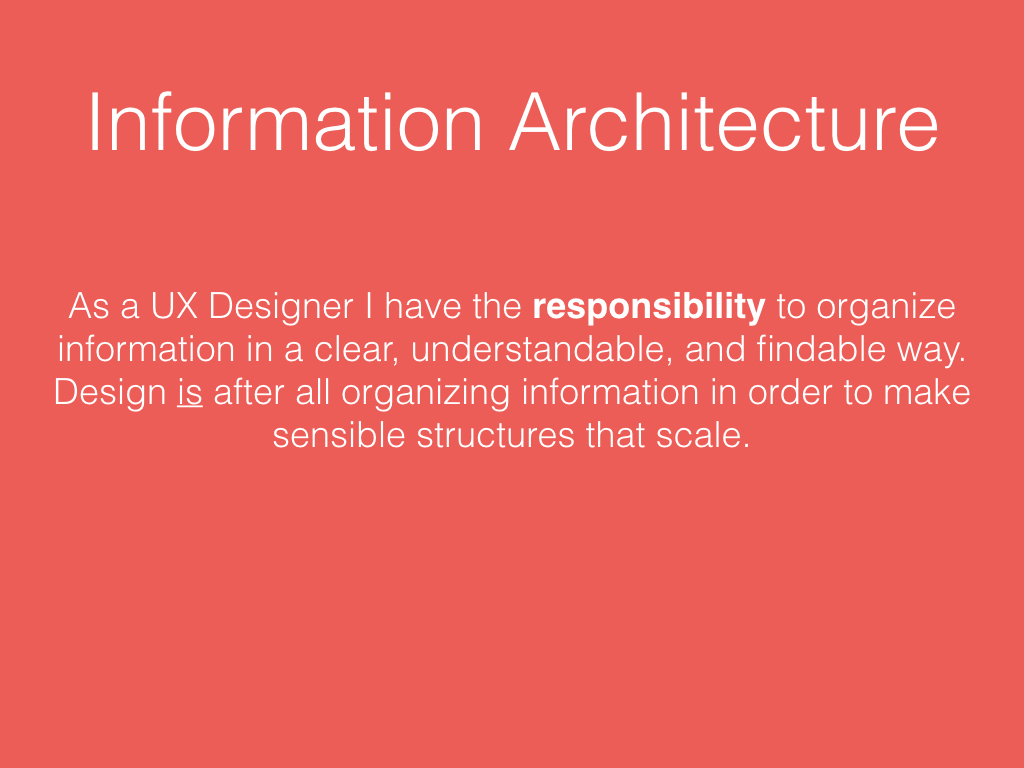 Information Architecture
As a UX Designer I have the responsibility to organize
information in a clear, understandable, and findable way.
Design is after all organizing information in order to make
sensible structures that scale.